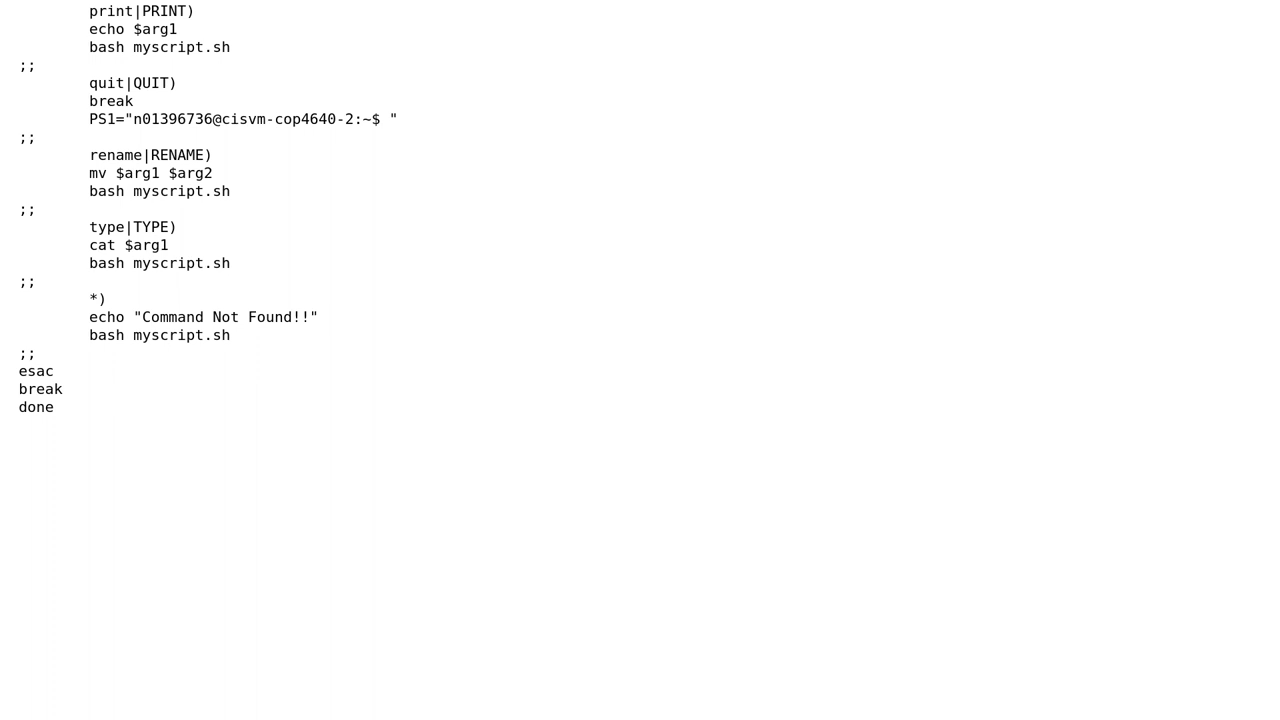 print|PRINT)
echo $arg1
bash myscript.sh
;;
quit|QUIT)
break
PS1="n01396736@cisvm-cop4640-2:~$ "
;;
rename|RENAME)
mv $arg1 $arg2
bash myscript.sh
;;
type|TYPE)
cat $arg1
bash myscript.sh
;;
*)
echo "Command Not Found!!"
bash myscript.sh
;;
esac
break
done